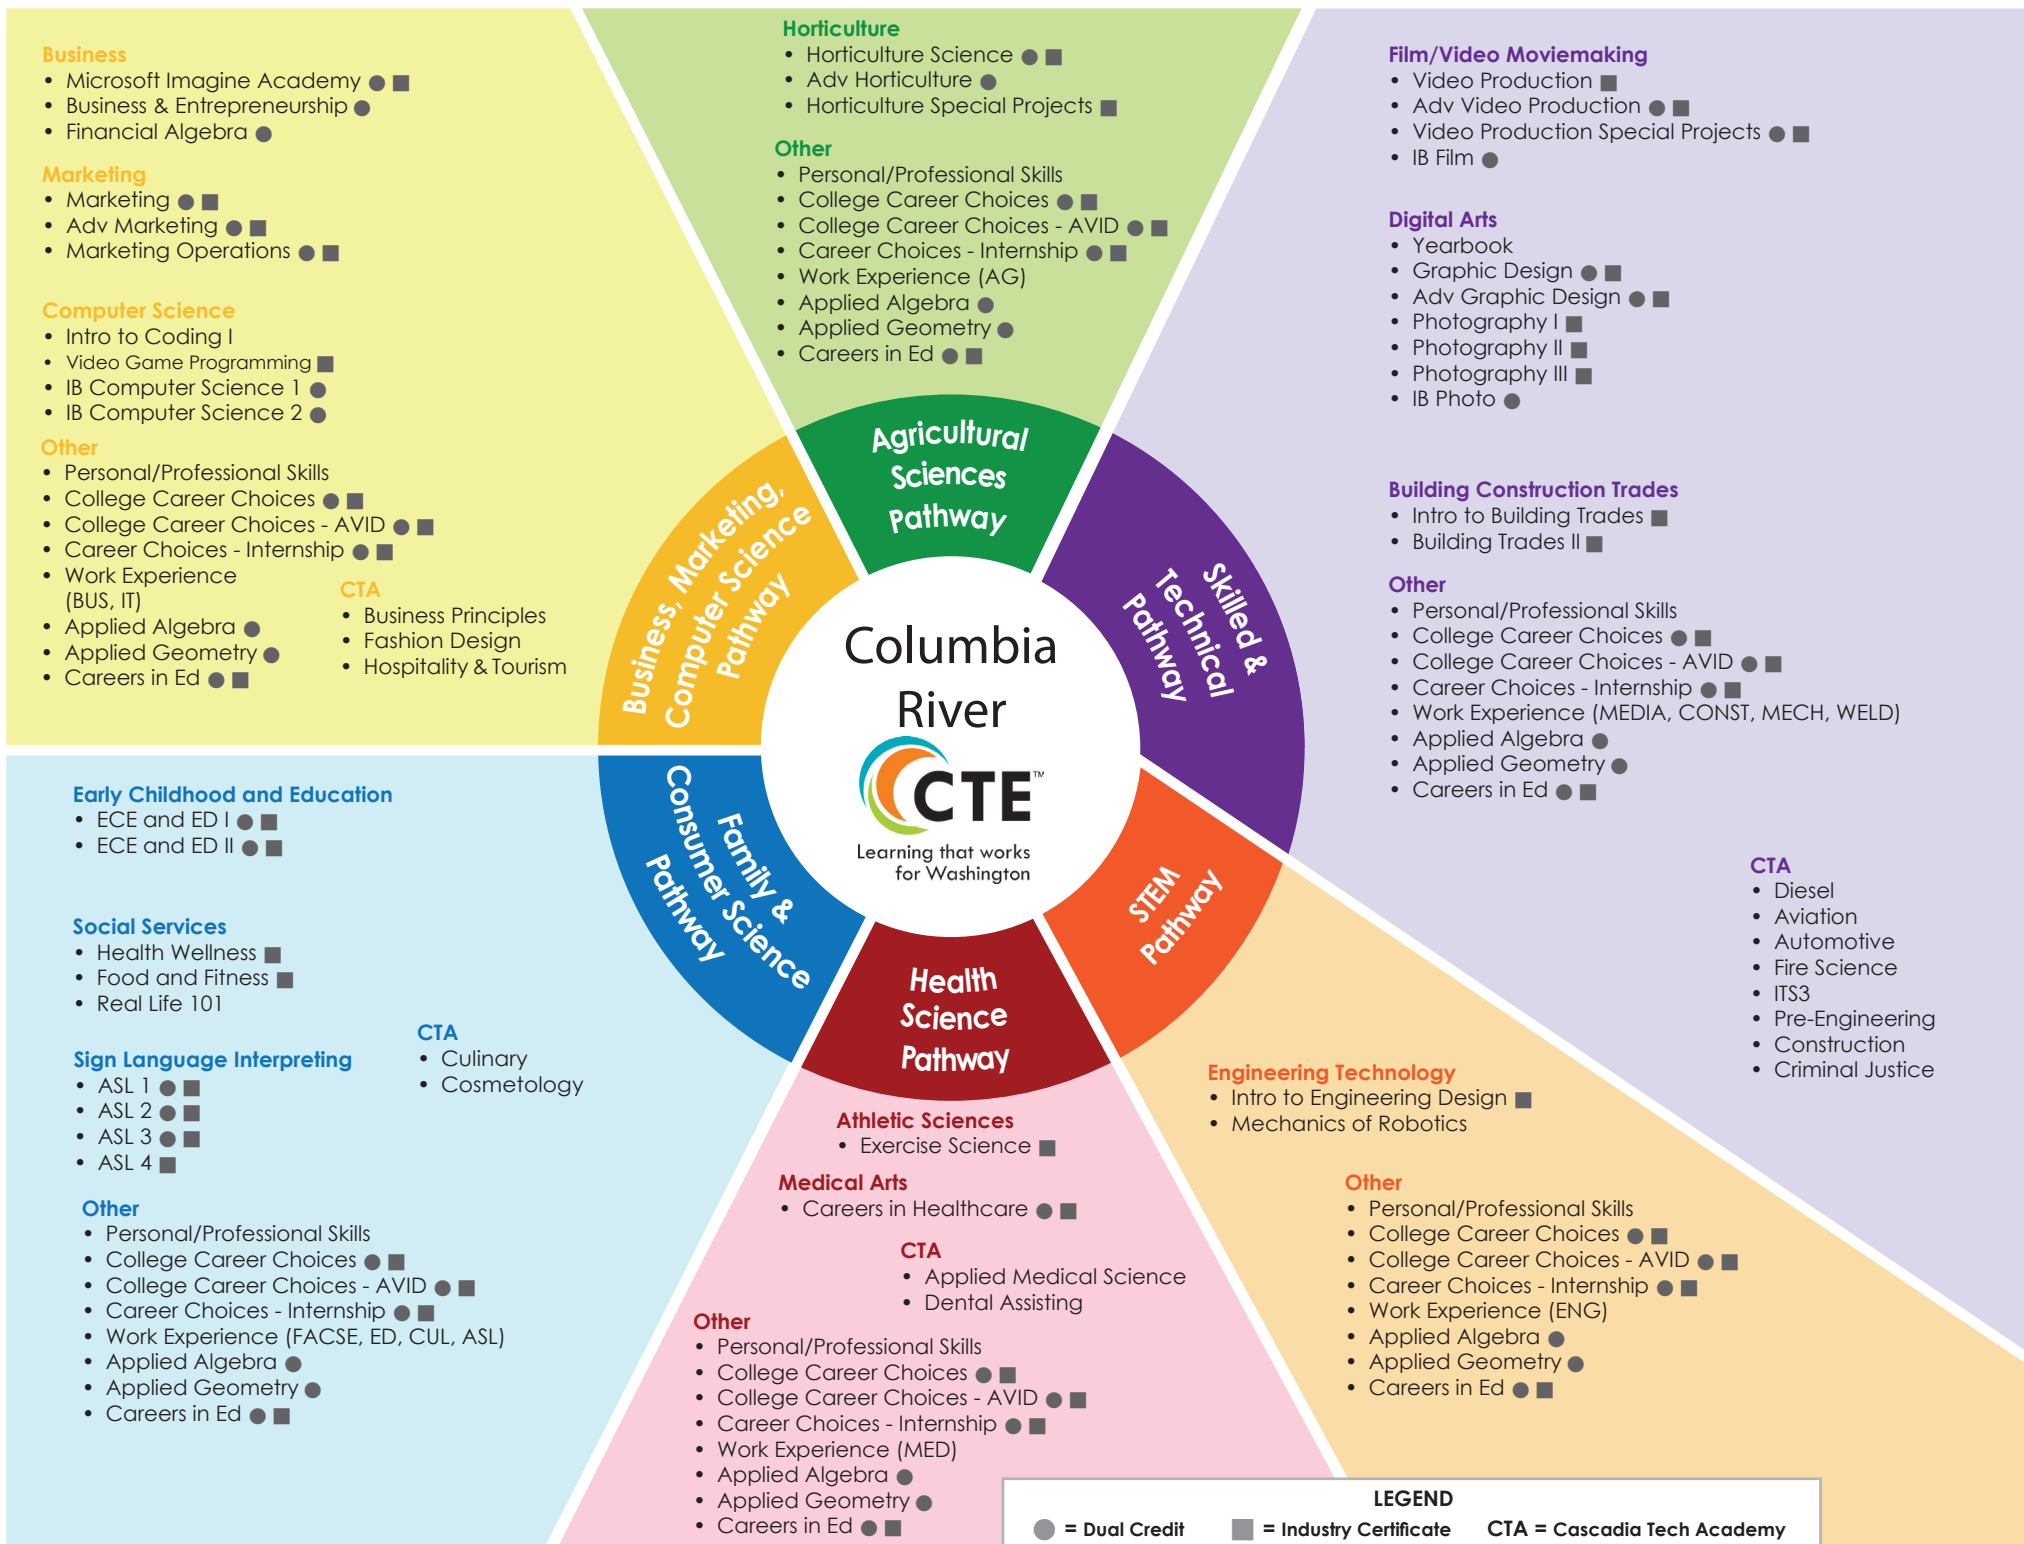 Business
• Microsoft Imagine Academy ● ■
• Business & Entrepreneurship ●
• Financial Algebra ●
Marketing
• Marketing ● ■
• Adv Marketing ● ■
• Marketing Operations ● ■
Computer Science
• Intro to Coding I
• Video Game Programming ■
• IB Computer Science 1 ●
• IB Computer Science 2 ●
Other
• Personal/Professional Skills
• College Career Choices ● ■
• College Career Choices - AVID ● ■
• Career Choices - Internship ● ■
• Work Experience
(BUS, IT)
• Applied Algebra ●
• Applied Geometry ●
• Careers in Ed ● ■
CTA
• Business Principles
• Fashion Design
• Hospitality & Tourism
Business, Marketing,
Computer Science
Pathway
Horticulture
• Horticulture Science ● ■
• Adv Horticulture ●
• Horticulture Special Projects ■
Other
• Personal/Professional Skills
• College Career Choices ● ■
• College Career Choices - AVID ● ■
• Career Choices - Internship ● ■
• Work Experience (AG)
• Applied Algebra ●
• Applied Geometry ●
• Careers in Ed ● ■
Agricultural
Sciences
Pathway
Film/Video Moviemaking
• Video Production ■
• Adv Video Production ● ■
• Video Production Special Projects ● ■
• IB Film ●
Digital Arts
• Yearbook
• Graphic Design ● ■
• Adv Graphic Design ● ■
• Photography I ■
• Photography II ■
• Photography III ■
• IB Photo ●
Building Construction Trades
• Intro to Building Trades ■
• Building Trades II ■
Other
• Personal/Professional Skills
• College Career Choices ● ■
• College Career Choices - AVID ● ■
• Career Choices - Internship ● ■
• Work Experience (MEDIA, CONST, MECH, WELD)
• Applied Algebra ●
• Applied Geometry ●
• Careers in Ed ● ■
CTA
• Diesel
• Aviation
• Automotive
• Fire Science
• ITS3
• Pre-Engineering
• Construction
• Criminal Justice
Skilled &
Technical
Pathway
Columbia
River
CTE™
Learning that works
for Washington
Early Childhood and Education
• ECE and ED I ● ■
• ECE and ED II ● ■
Social Services
• Health Wellness ■
• Food and Fitness ■
• Real Life 101
Sign Language Interpreting
• ASL 1 ● ■
• ASL 2 ● ■
• ASL 3 ● ■
• ASL 4 ■
CTA
• Culinary
• Cosmetology
Other
• Personal/Professional Skills
• College Career Choices ● ■
• College Career Choices - AVID ● ■
• Career Choices - Internship ● ■
• Work Experience (FACSE, ED, CUL, ASL)
• Applied Algebra ●
• Applied Geometry ●
• Careers in Ed ● ■
Family &
Consumer Science
Pathway
Health
Science
Pathway
Athletic Sciences
• Exercise Science ■
Medical Arts
• Careers in Healthcare ● ■
CTA
• Applied Medical Science
• Dental Assisting
Other
• Personal/Professional Skills
• College Career Choices ● ■
• College Career Choices - AVID ● ■
• Career Choices - Internship ● ■
• Work Experience (MED)
• Applied Algebra ●
• Applied Geometry ●
• Careers in Ed ● ■
STEM
Pathway
Engineering Technology
• Intro to Engineering Design ■
• Mechanics of Robotics
Other
• Personal/Professional Skills
• College Career Choices ● ■
• College Career Choices - AVID ● ■
• Career Choices - Internship ● ■
• Work Experience (ENG)
• Applied Algebra ●
• Applied Geometry ●
• Careers in Ed ● ■
LEGEND
● = Dual Credit ■ = Industry Certificate CTA = Cascadia Tech Academy